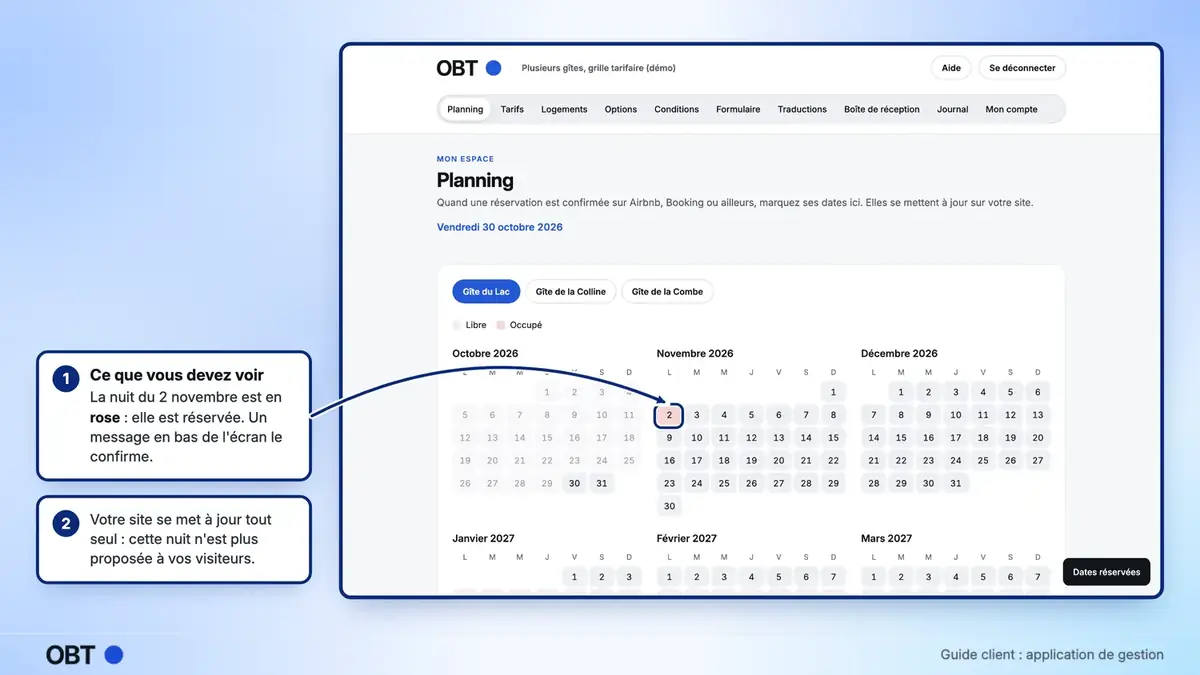 OBT
Plusieurs gîtes, grille tarifaire (démo)
Aide
Se déconnecter
Planning
Tarifs
Logements
Options
Conditions
Formulaire
Traductions
Boîte de réception
Journal
Mon compte
MON ESPACE
Planning
Quand une réservation est confirmée sur Airbnb, Booking ou ailleurs, marquez ses dates ici. Elles se mettent à jour sur votre site.
Vendredi 30 octobre 2026
Gîte du Lac
Gîte de la Colline
Gîte de la Combe
Libre
Occupé
Octobre 2026
M M S D
1 2 3
5 6 7 8 9 10 11
12 13 14 15 16 17 18
19 20 21 22 23 24 25
26 27 28 29 30 31
Novembre 2026
L M M J V S D
1
2 3 4 5 6 7 8
9 10 11 12 13 14 15
16 17 18 19 20 21 22
23 24 25 26 27 28 29
30
Décembre 2026
L M M J V S D
1 2 3 4 5 6
7 8 9 10 11 12 13
14 15 16 17 18 19 20
21 22 23 24 25 26 27
28 29 30 31
Janvier 2027
L M M J V S D
1 2 3
Février 2027
L M M J V S D
1 2 3 4 5 6 7
Mars 2027
L M M J V S D
1 2 3 4 5 6 7
Dates réservées
1
Ce que vous devez voir
La nuit du 2 novembre est en
rose : elle est réservée. Un
message en bas de l'écran le
confirme.
2
Votre site se met à jour tout
seul : cette nuit n'est plus
proposée à vos visiteurs.
OBT
Guide client : application de gestion